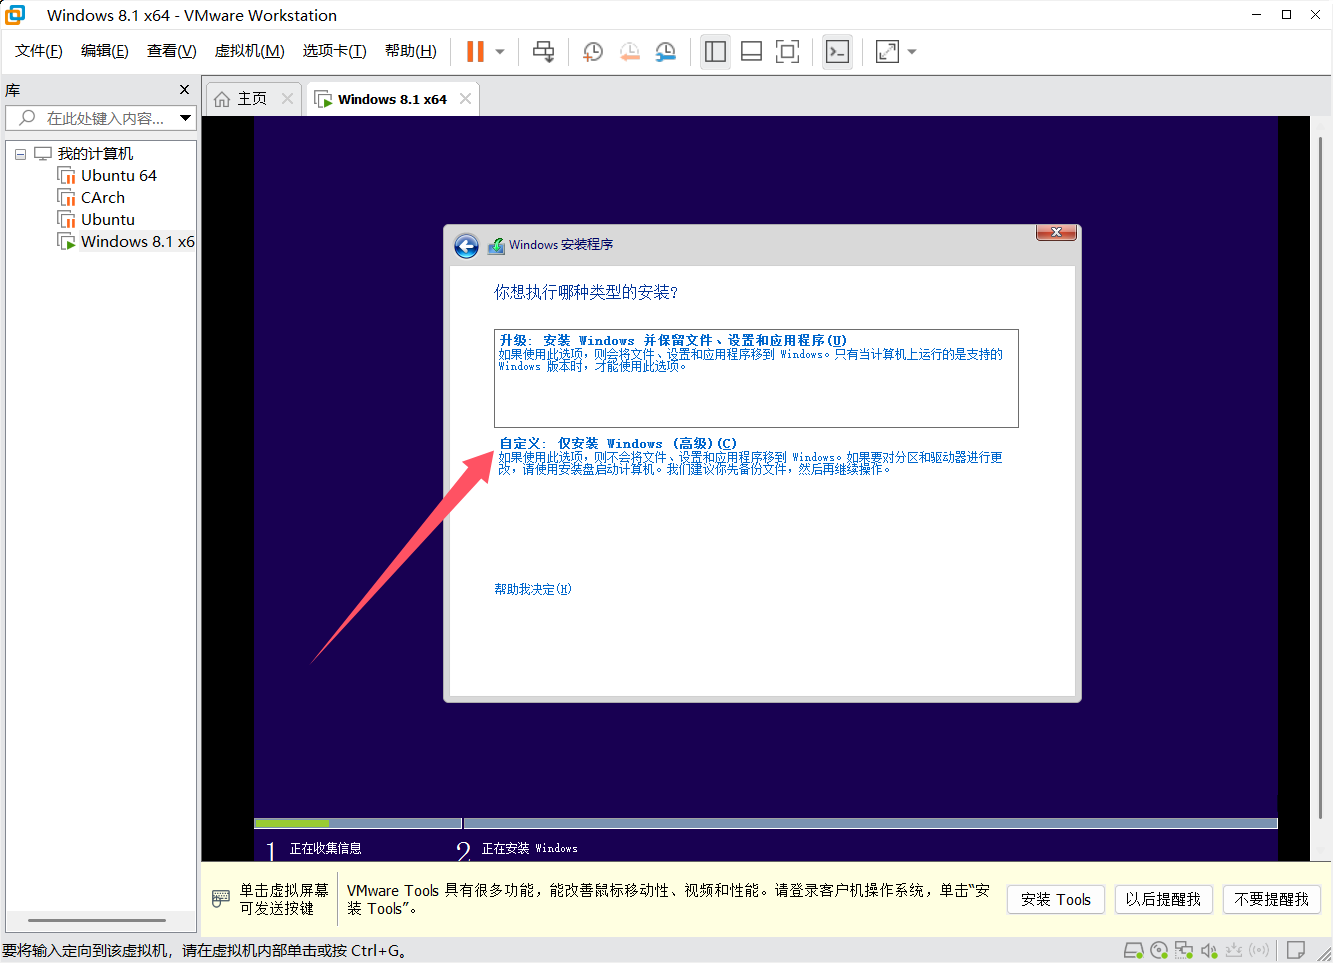 Windows 8.1 x64 - VMware Workstation
文件(F) 编辑(E) 查看(V) 虚拟机(M) 选项卡(T) 帮助(H)
库
在此处键入内容...
我的计算机
Ubuntu 64
CArch
Ubuntu
Windows 8.1 x6
主页 Windows 8.1 x64
Windows 安装程序
你想执行哪种类型的安装?
升级: 安装 Windows 并保留文件、设置和应用程序(U)
如果使用此选项，则会将文件、设置和应用程序移到 Windows。只有当计算机上运行的是支持的
Windows 版本时，才能使用此选项。
自定义: 仅安装 Windows (高级)(C)
如果使用此选项，则不会将文件、设置和应用程序移到 Windows。如果要对分区和驱动器进行更
改，请使用安装盘启动计算机。我们建议你先备份文件，然后再继续操作。
帮助我决定(H)
1 正在收集信息 2 正在安装 Windows
单击虚拟屏幕
可发送按键
VMware Tools 具有很多功能，能改善鼠标移动性、视频和性能。请登录客户机操作系统，单击“安
装 Tools”。
安装 Tools 以后提醒我 不要提醒我
要将输入定向到该虚拟机，请在虚拟机内部单击或按 Ctrl+G。